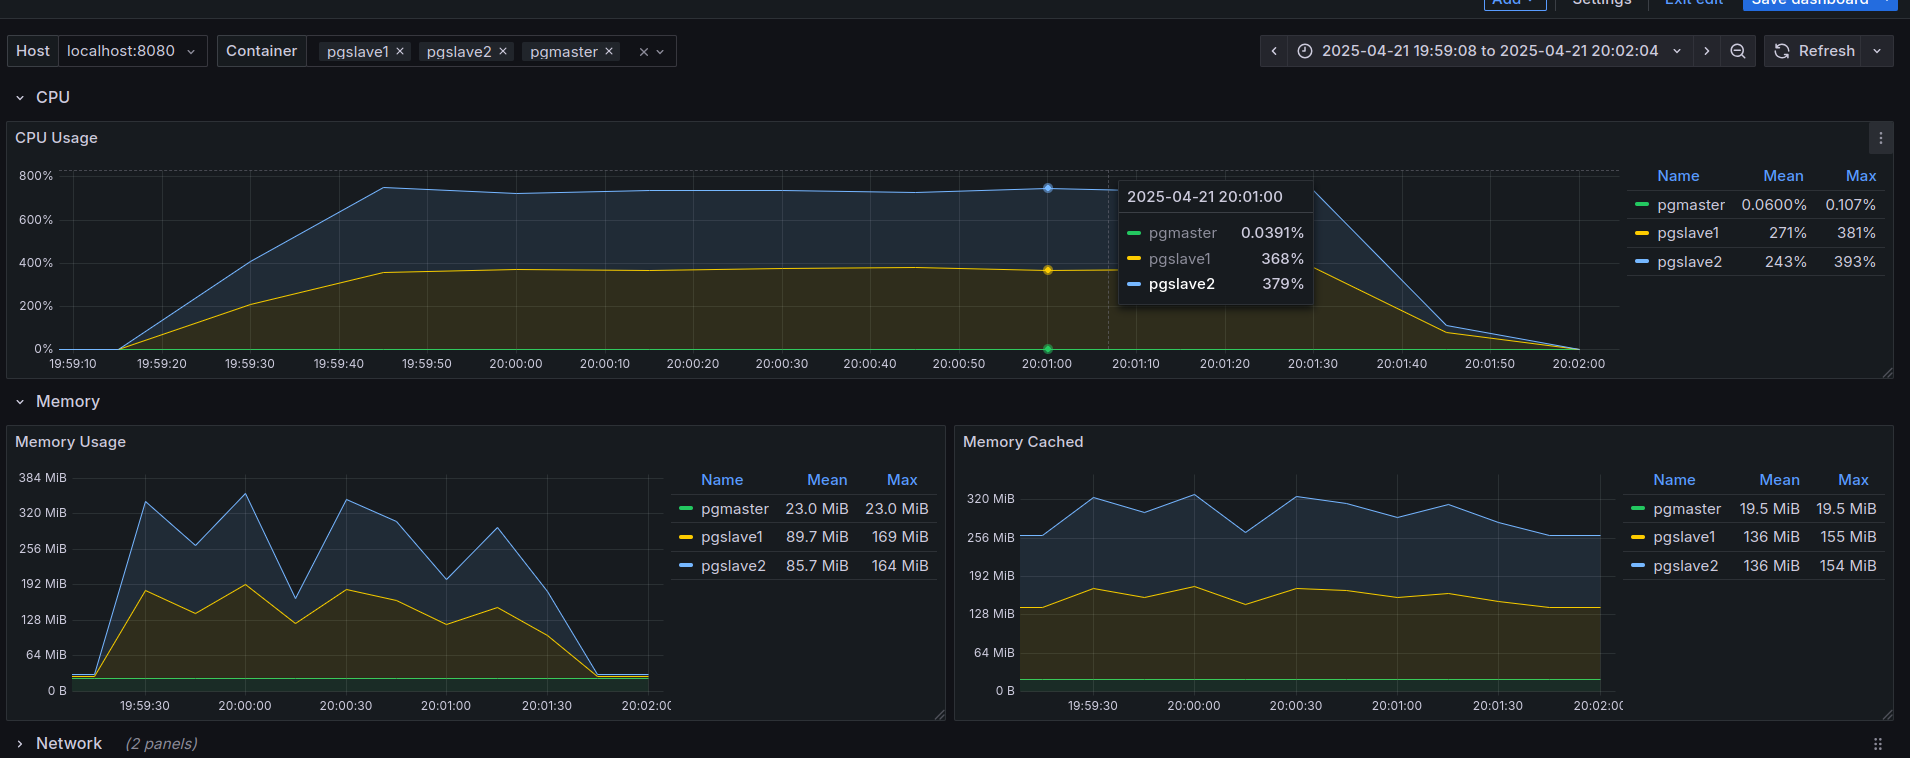 Add Settings Exit edit Save dashboard
Host localhost:8080 Container pgslave1 × pgslave2 × pgmaster × 2025-04-21 19:59:08 to 2025-04-21 20:02:04 Refresh
CPU
CPU Usage
800%
600%
400%
200%
0%
19:59:10 19:59:20 19:59:30 19:59:40 19:59:50 20:00:00 20:00:10 20:00:20 20:00:30 20:00:40 20:00:50 20:01:00 20:01:10 20:01:20 20:01:30 20:01:40 20:01:50 20:02:00
2025-04-21 20:01:00
pgmaster 0.0391%
pgslave1 368%
pgslave2 379%
Name Mean Max
pgmaster 0.0600% 0.107%
pgslave1 271% 381%
pgslave2 243% 393%
Memory
Memory Usage
384 MiB
320 MiB
256 MiB
192 MiB
128 MiB
64 MiB
0 B
19:59:30 20:00:00 20:00:30 20:01:00 20:01:30 20:02:00
Name Mean Max
pgmaster 23.0 MiB 23.0 MiB
pgslave1 89.7 MiB 169 MiB
pgslave2 85.7 MiB 164 MiB
Memory Cached
320 MiB
256 MiB
192 MiB
128 MiB
64 MiB
0 B
19:59:30 20:00:00 20:00:30 20:01:00 20:01:30 20:02:00
Name Mean Max
pgmaster 19.5 MiB 19.5 MiB
pgslave1 136 MiB 155 MiB
pgslave2 136 MiB 154 MiB
Network (2 panels)